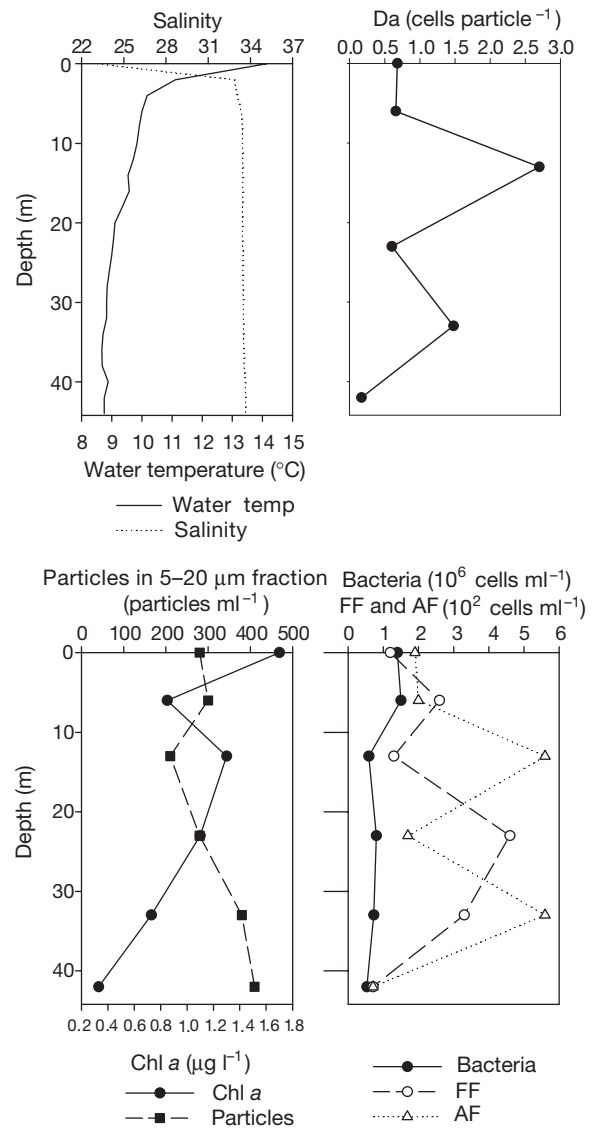 Salinity
22 24 26 28 31 33 35 37
0
10
20
30
40
Depth (m)
8 9 10 11 12 13 14 15
Water temperature (°C)
Water temp
Salinity
Da (cells particle⁻¹)
0.0 0.5 1.0 1.5 2.0 2.5 3.0
Particles in 5–20 µm fraction
(particles ml⁻¹)
0 100 200 300 400 500
0
10
20
30
40
Depth (m)
0.2 0.4 0.6 0.8 1.0 1.2 1.4 1.6 1.8
Chl a (µg l⁻¹)
Chl a
Particles
Bacteria (10⁶ cells ml⁻¹)
FF and AF (10² cells ml⁻¹)
0 1 2 3 4 5 6
Bacteria
FF
AF